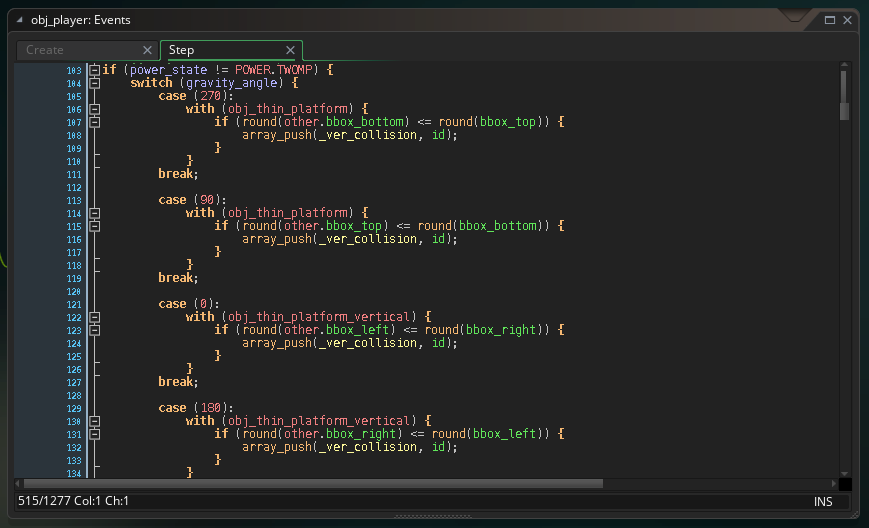 obj_player: Events
Create
Step
103 if (power_state != POWER.TWOMP) {
104 switch (gravity_angle) {
105 case (270):
106 with (obj_thin_platform) {
107 if (round(other.bbox_bottom) <= round(bbox_top)) {
108 array_push(_ver_collision, id);
109 }
110 }
111 break;
112
113 case (90):
114 with (obj_thin_platform) {
115 if (round(other.bbox_top) <= round(bbox_bottom)) {
116 array_push(_ver_collision, id);
117 }
118 }
119 break;
120
121 case (0):
122 with (obj_thin_platform_vertical) {
123 if (round(other.bbox_left) <= round(bbox_right)) {
124 array_push(_ver_collision, id);
125 }
126 }
127 break;
128
129 case (180):
130 with (obj_thin_platform_vertical) {
131 if (round(other.bbox_right) <= round(bbox_left)) {
132 array_push(_ver_collision, id);
133 }
134 }
515/1277 Col:1 Ch:1
INS